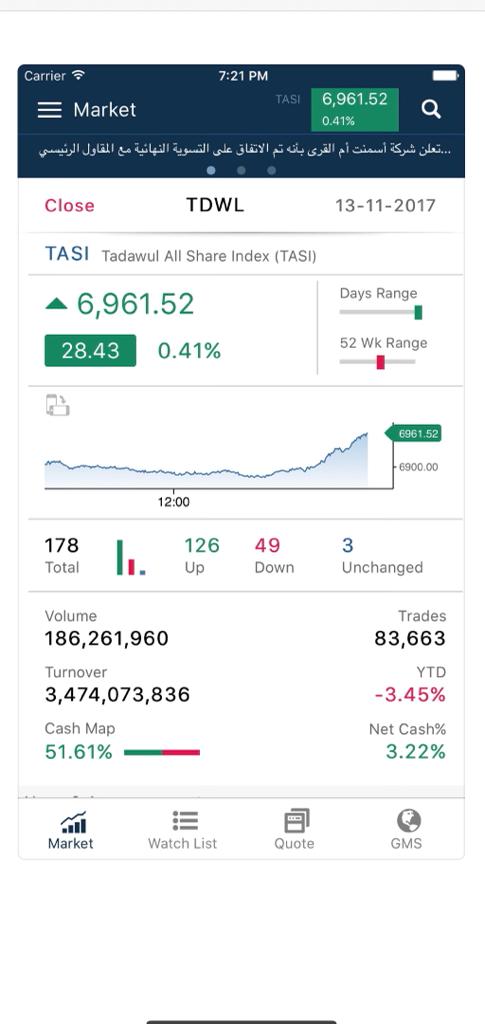 Carrier 7:21 PM
Market TASI 6,961.52
0.41%
...تعلن شركة أسمنت أم القرى بأنه تم الاتفاق على التسوية النهائية مع المقاول الرئيسي
Close TDWL 13-11-2017
TASI Tadawul All Share Index (TASI)
6,961.52
28.43 0.41%
Days Range
52 Wk Range
6961.52
6900.00
12:00
178 126 49 3
Total Up Down Unchanged
Volume Trades
186,261,960 83,663
Turnover YTD
3,474,073,836 -3.45%
Cash Map Net Cash%
51.61% 3.22%
Market Watch List Quote GMS